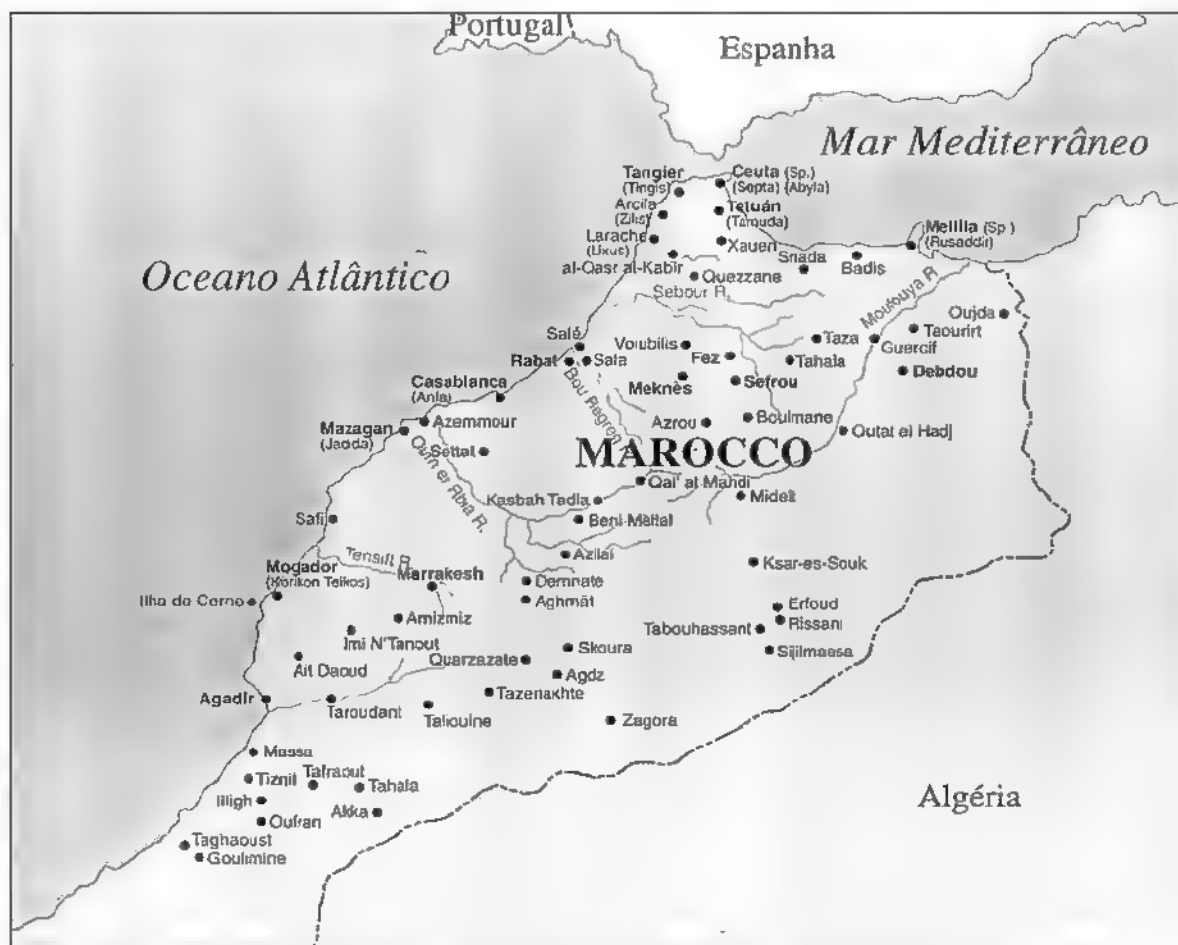 Portugal
Espanha
Mar Mediterrâneo
Oceano Atlântico
Tangier
(Tingis)
Ceuta (Sp.)
(Septa) (Abyla)
Arcila
(Zilis)
Tetuán
(Tarouda)
Larache
(Lixus)
Xauen
Melilla (Sp.)
(Rusaddir)
al-Qasr al-Kabir
Snada
Badis
Quezzane
Sebour R.
Moulouya R.
Oujda
Salé
Volubilis
Taza
Taourirt
Rabat
Sala
Fez
Tahala
Guercif
Meknès
Sefrou
Debdou
Casablanca
(Anfa)
Bou Ragreg R.
Azemmour
Azrou
Boulmane
Outat el Hadj
Mazagan
(Jadida)
Settat
MAROCCO
Oum er Rbia R.
Qal' at Mahdi
Kasbah Tadla
Midelt
Safi
Beni-Mellal
Tensift R.
Azilal
Ksar-es-Souk
Mogador
(Korikon Teikos)
Marrakesh
Demnate
Ilha de Cerne
Aghmāt
Erfoud
Amizmiz
Rissani
Imi N'Tanout
Tabouhassant
Skoura
Sijilmassa
Ait Daoud
Quarzazate
Agdz
Agadir
Tazenakhte
Taroudant
Taliouine
Zagora
Massa
Tiznil
Tafraout
Tahala
Illigh
Akka
Algéria
Oufran
Taghaoust
Goulimine